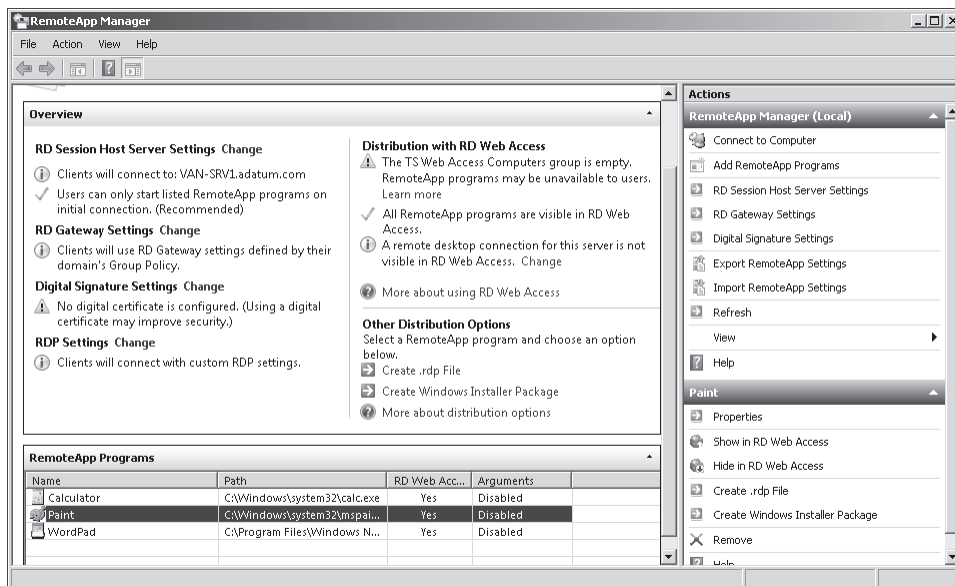 RemoteApp Manager
File Action View Help
Overview
RD Session Host Server Settings Change
Clients will connect to: VAN-SRV1.adatum.com
Users can only start listed RemoteApp programs on
initial connection. (Recommended)
RD Gateway Settings Change
Clients will use RD Gateway settings defined by their
domain's Group Policy.
Digital Signature Settings Change
No digital certificate is configured. (Using a digital
certificate may improve security.)
RDP Settings Change
Clients will connect with custom RDP settings.
Distribution with RD Web Access
The TS Web Access Computers group is empty.
RemoteApp programs may be unavailable to users.
Learn more
All RemoteApp programs are visible in RD Web
Access.
A remote desktop connection for this server is not
visible in RD Web Access. Change
More about using RD Web Access
Other Distribution Options
Select a RemoteApp program and choose an option
below.
Create .rdp File
Create Windows Installer Package
More about distribution options
RemoteApp Programs
Name Path RD Web Acc... Arguments
Calculator C:\Windows\system32\calc.exe Yes Disabled
Paint C:\Windows\system32\mspai... Yes Disabled
WordPad C:\Program Files\Windows N... Yes Disabled
Actions
RemoteApp Manager (Local)
Connect to Computer
Add RemoteApp Programs
RD Session Host Server Settings
RD Gateway Settings
Digital Signature Settings
Export RemoteApp Settings
Import RemoteApp Settings
Refresh
View
Help
Paint
Properties
Show in RD Web Access
Hide in RD Web Access
Create .rdp File
Create Windows Installer Package
Remove
Help